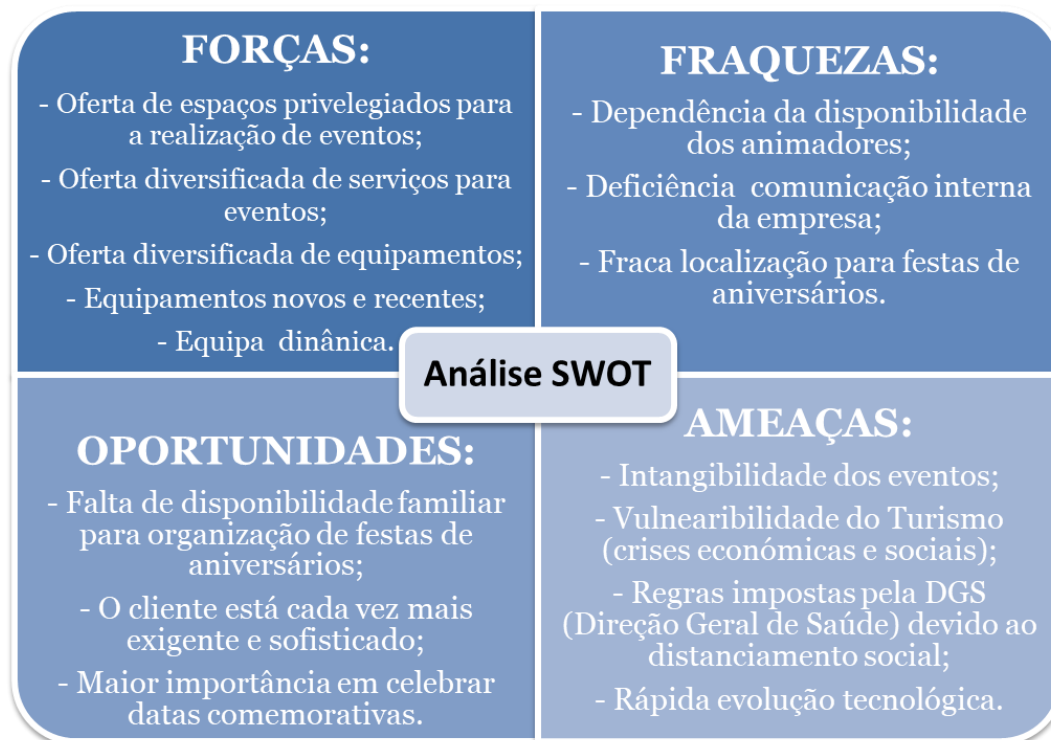 FORÇAS:
- Oferta de espaços privelegiados para
a realização de eventos;
- Oferta diversificada de serviços para
eventos;
- Oferta diversificada de equipamentos;
- Equipamentos novos e recentes;
- Equipa dinânica.
FRAQUEZAS:
- Dependência da disponibilidade
dos animadores;
- Deficiência comunicação interna
da empresa;
- Fraca localização para festas de
aniversários.
Análise SWOT
OPORTUNIDADES:
- Falta de disponibilidade familiar
para organização de festas de
aniversários;
- O cliente está cada vez mais
exigente e sofisticado;
- Maior importância em celebrar
datas comemorativas.
AMEAÇAS:
- Intangibilidade dos eventos;
- Vulnearibilidade do Turismo
(crises económicas e sociais);
- Regras impostas pela DGS
(Direção Geral de Saúde) devido ao
distanciamento social;
- Rápida evolução tecnológica.